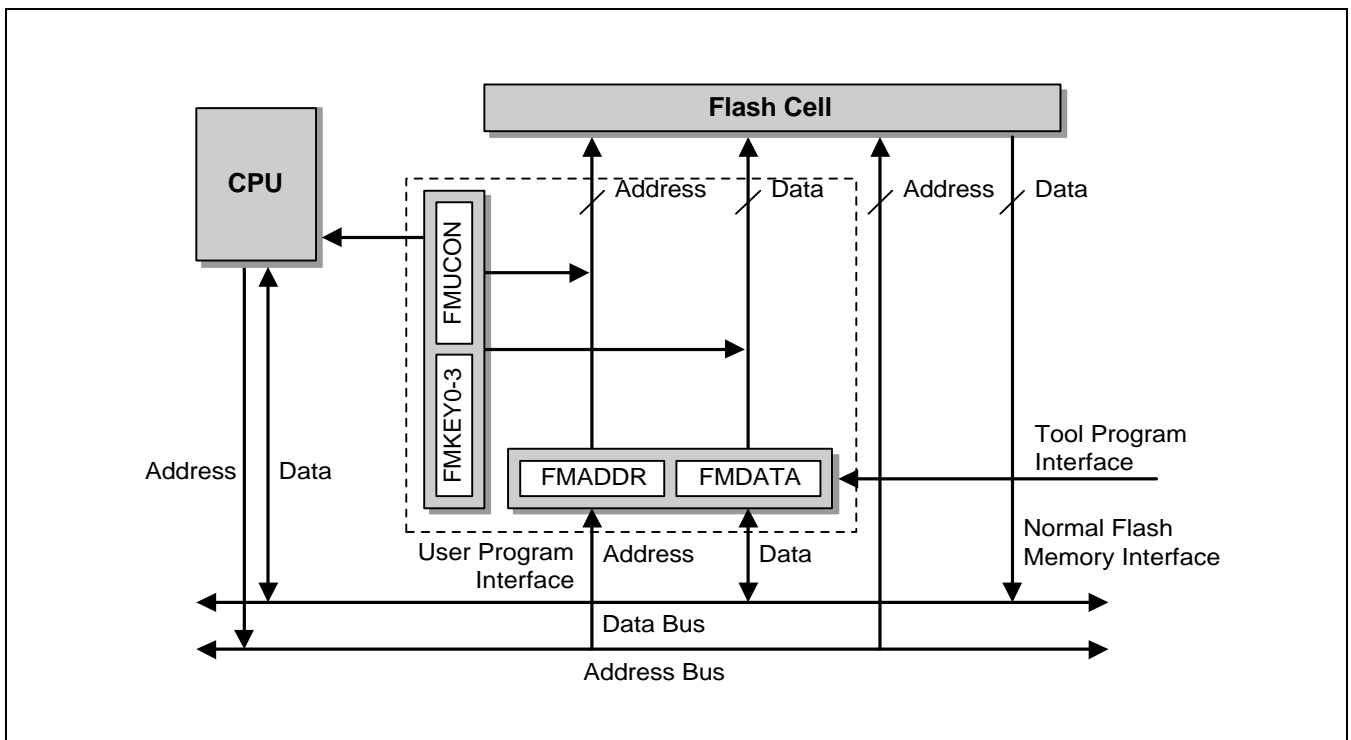 Flash Cell
CPU
Address
Data
Address
Data
FMUCON
FMKEY0-3
Tool Program
Interface
Address
Data
FMADDR
FMDATA
User Program
Interface
Address
Data
Normal Flash
Memory Interface
Data Bus
Address Bus